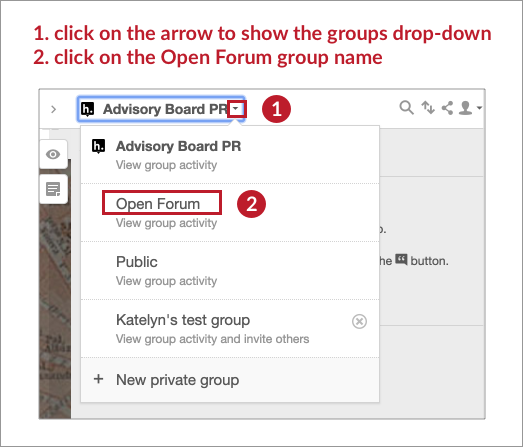 1. click on the arrow to show the groups drop-down
2. click on the Open Forum group name
h. Advisory Board PR 1
h. Advisory Board PR
View group activity
Open Forum 2
View group activity
Public
View group activity
he button.
Katelyn's test group
View group activity and invite others
+ New private group